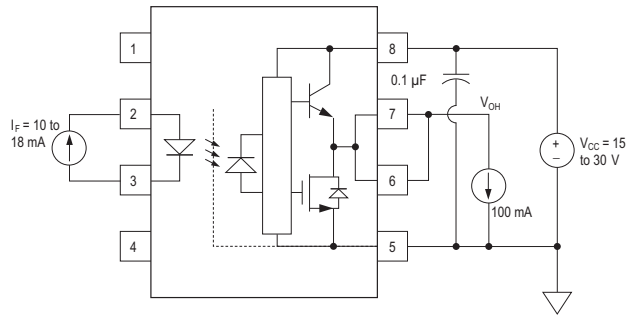 1
8
0.1 µF
2
7
V_OH
I_F = 10 to
18 mA
+
–
V_CC = 15
to 30 V
3
6
100 mA
4
5